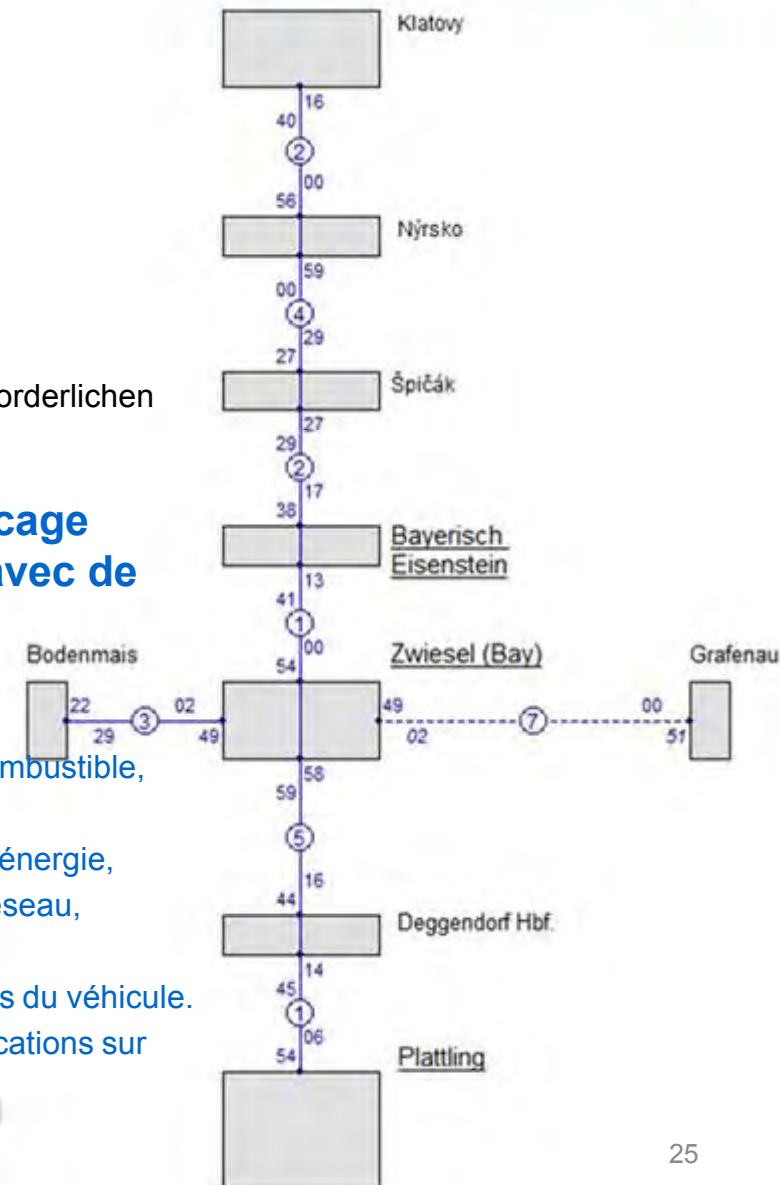 Klatovy
16
40
2
00
56
Nýrsko
59
00
4
29
27
orderlichen
Špičák
27
29
2
17
38
cage
avec de
Bayerisch
Eisenstein
13
41
1
00
54
Bodenmais
Zwiesel (Bay)
Grafenau
22 3 02
29 49
49 7 00
02 51
58
59
mbustible,
5
énergie,
16
44
éseau,
Deggendorf Hbf.
14
45
s du véhicule.
1
cations sur
06
54
Plattling
25